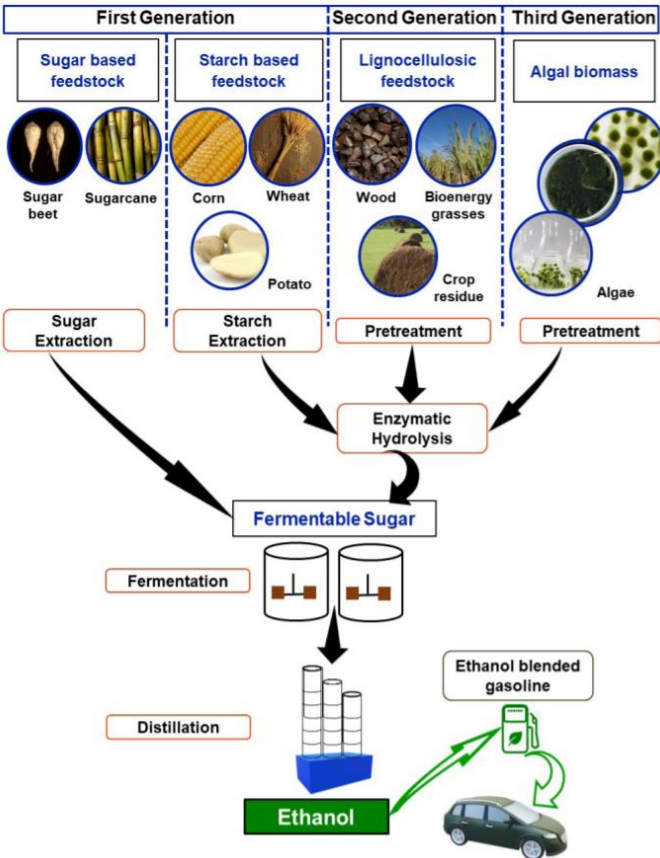 First Generation
Second Generation
Third Generation
Sugar based
feedstock
Starch based
feedstock
Lignocellulosic
feedstock
Algal biomass
Sugar
beet
Sugarcane
Corn
Wheat
Potato
Wood
Bioenergy
grasses
Crop
residue
Algae
Sugar
Extraction
Starch
Extraction
Pretreatment
Pretreatment
Enzymatic
Hydrolysis
Fermentable Sugar
Fermentation
Distillation
Ethanol blended
gasoline
Ethanol